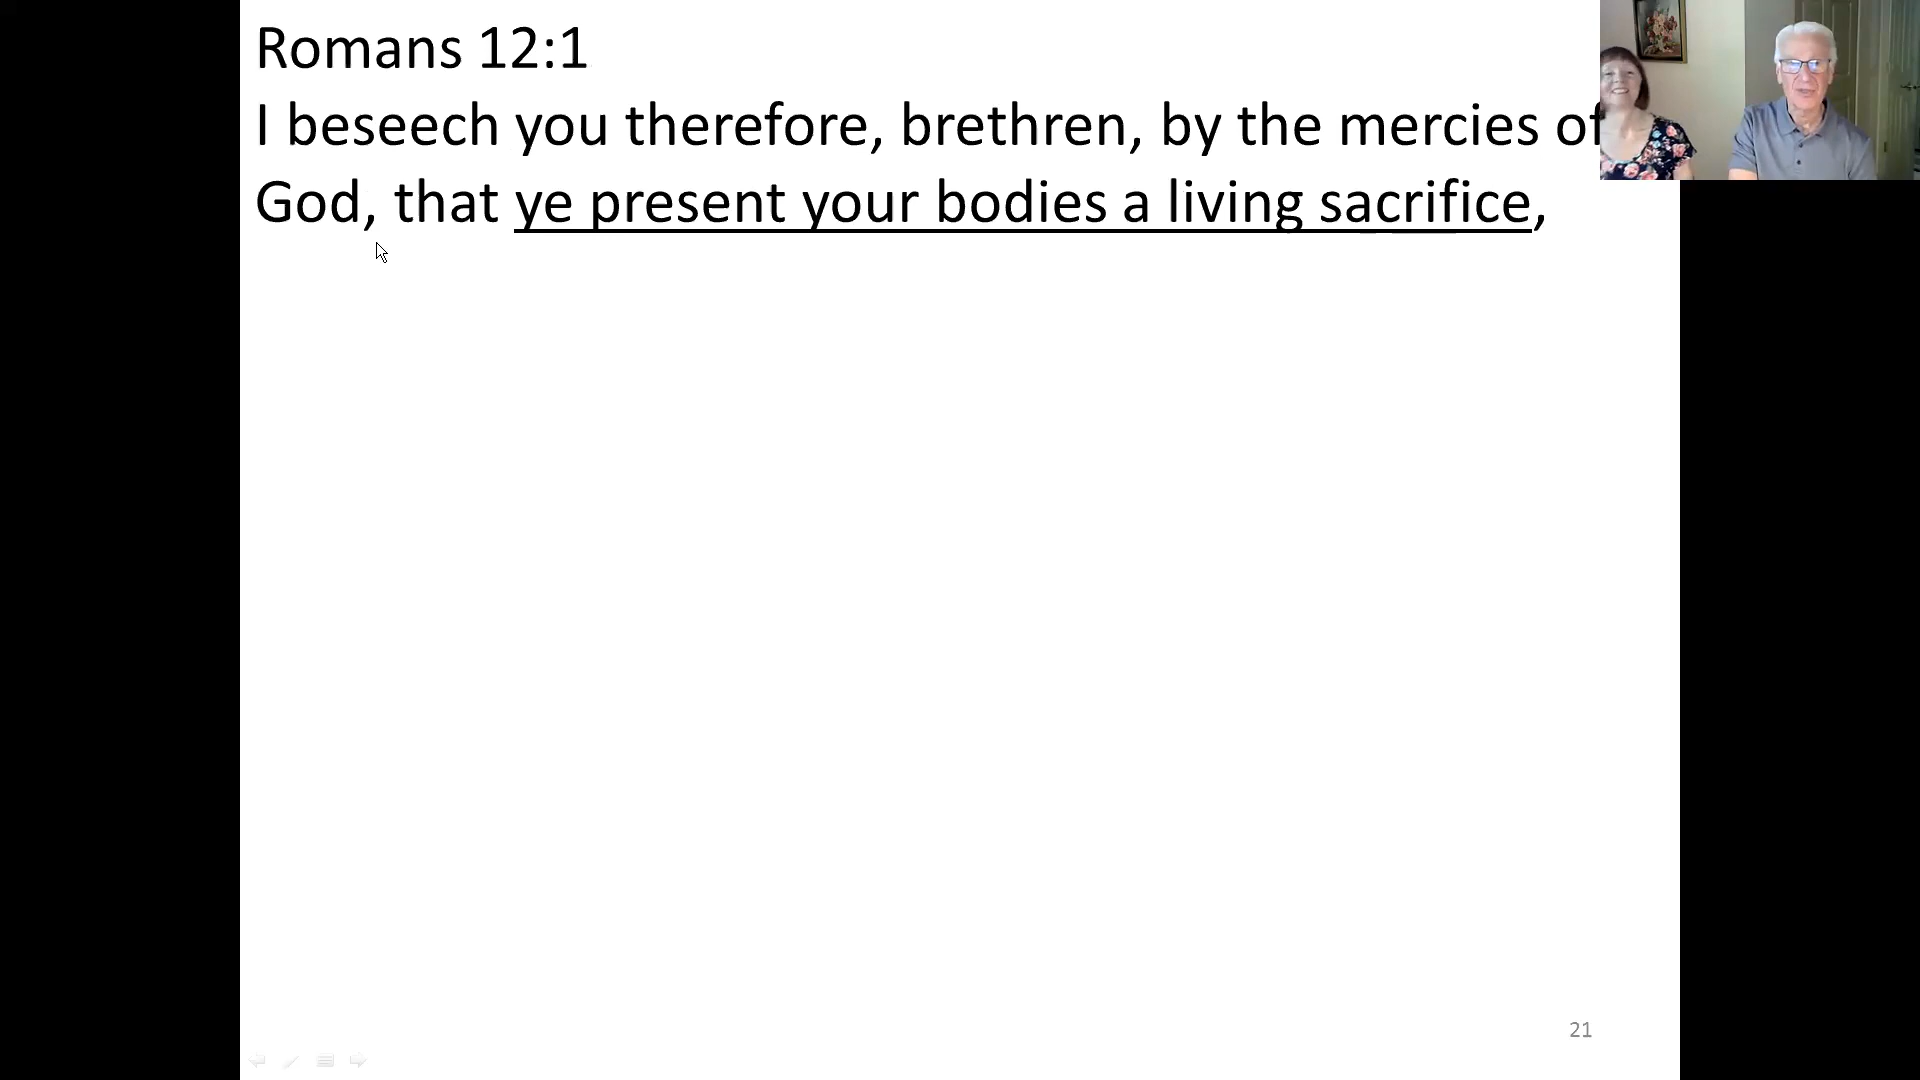 Romans 12:1
I beseech you therefore, brethren, by the mercies of
God, that ye present your bodies a living sacrifice,
21